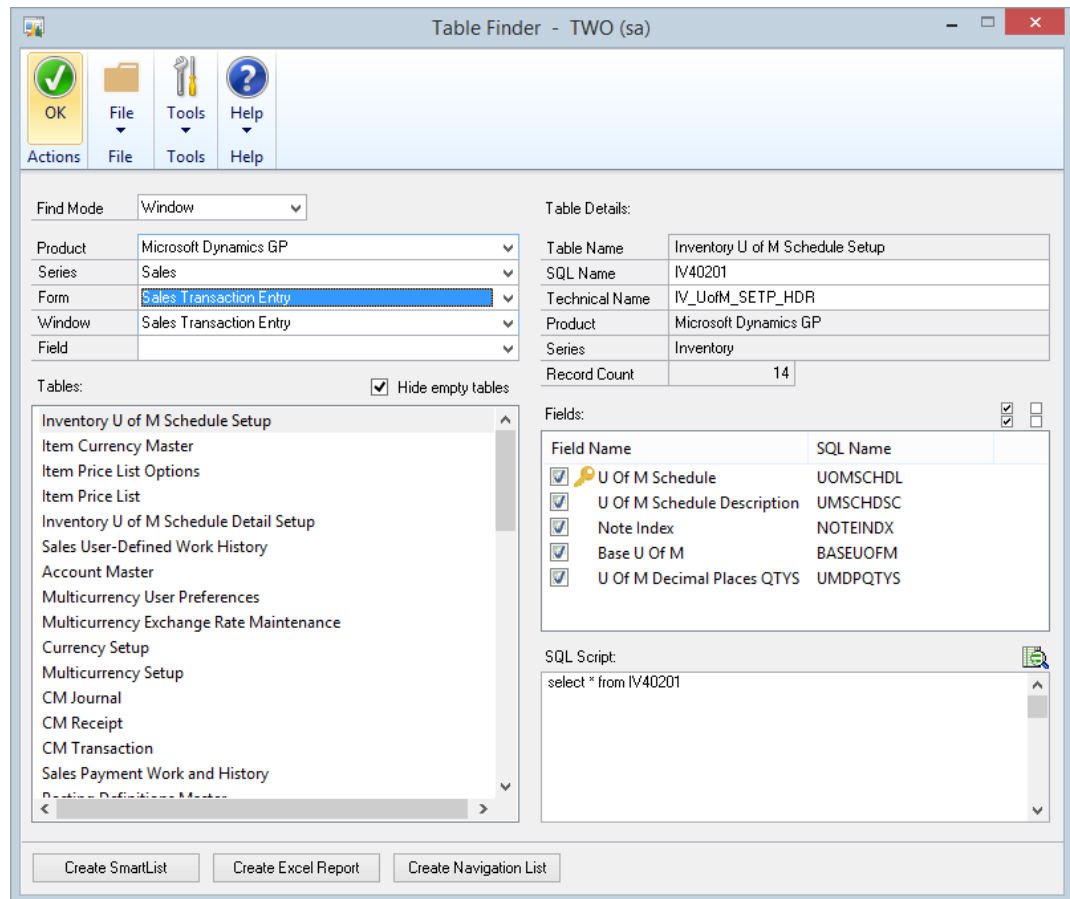 Table Finder - TWO (sa)
OK
File
Tools
Help
Actions
File
Tools
Help
Find Mode
Window
Product
Microsoft Dynamics GP
Series
Sales
Form
Sales Transaction Entry
Window
Sales Transaction Entry
Field
Tables:
Hide empty tables
Inventory U of M Schedule Setup
Item Currency Master
Item Price List Options
Item Price List
Inventory U of M Schedule Detail Setup
Sales User-Defined Work History
Account Master
Multicurrency User Preferences
Multicurrency Exchange Rate Maintenance
Currency Setup
Multicurrency Setup
CM Journal
CM Receipt
CM Transaction
Sales Payment Work and History
Posting Definitions Master
Table Details:
Table Name
Inventory U of M Schedule Setup
SQL Name
IV40201
Technical Name
IV_UofM_SETP_HDR
Product
Microsoft Dynamics GP
Series
Inventory
Record Count
14
Fields:
Field Name SQL Name
U Of M Schedule UOMSCHDL
U Of M Schedule Description UMSCHDSC
Note Index NOTEINDX
Base U Of M BASEUOFM
U Of M Decimal Places QTYS UMDPQTYS
SQL Script:
select * from IV40201
Create SmartList
Create Excel Report
Create Navigation List